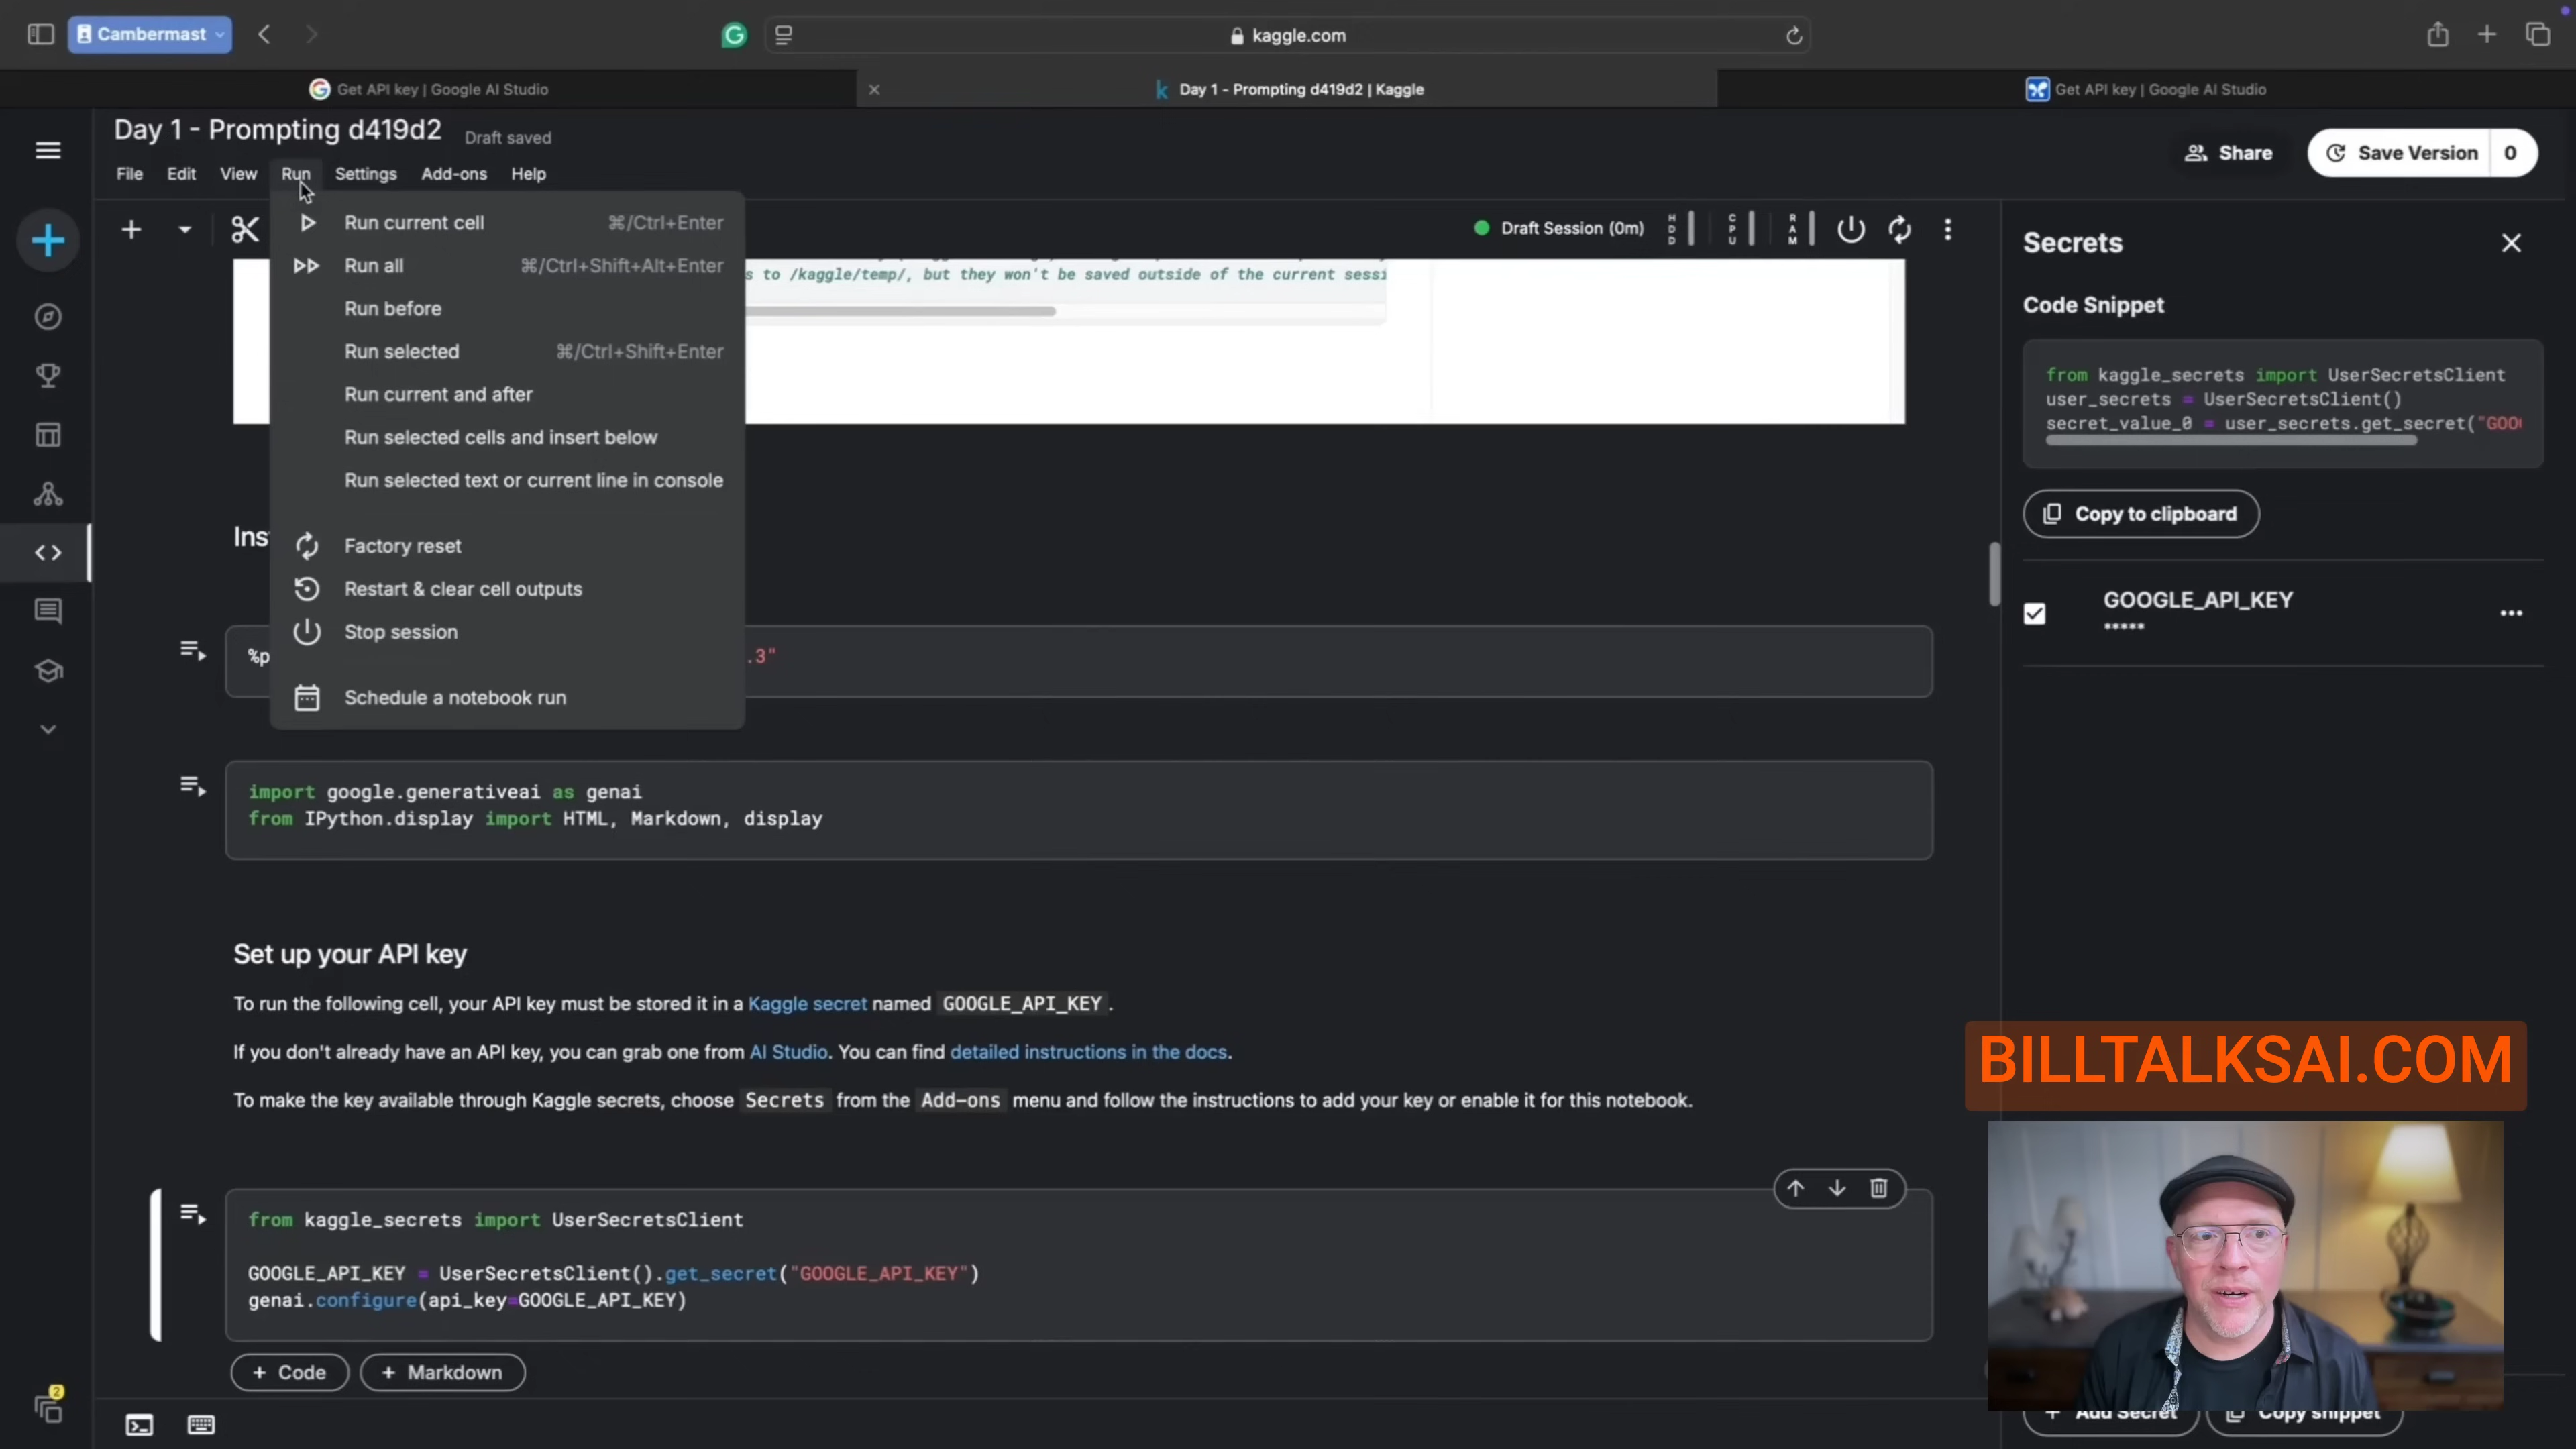 Cambermast
kaggle.com
Get API key | Google AI Studio
Day 1 - Prompting d419d2 | Kaggle
Get API key | Google AI Studio
Day 1 - Prompting d419d2
Draft saved
Share
Save Version
0
File
Edit
View
Run
Settings
Add-ons
Help
Run current cell ⌘/Ctrl+Enter
Run all ⌘/Ctrl+Shift+Alt+Enter
Run before
Run selected ⌘/Ctrl+Shift+Enter
Run current and after
Run selected cells and insert below
Run selected text or current line in console
Factory reset
Restart & clear cell outputs
Stop session
Schedule a notebook run
Draft Session (0m)
HDD
CPU
RAM
s to /kaggle/temp/, but they won't be saved outside of the current sessi
Ins
%p
.3"
import google.generativeai as genai
from IPython.display import HTML, Markdown, display
Set up your API key
To run the following cell, your API key must be stored it in a Kaggle secret named GOOGLE_API_KEY.
If you don't already have an API key, you can grab one from AI Studio. You can find detailed instructions in the docs.
To make the key available through Kaggle secrets, choose Secrets from the Add-ons menu and follow the instructions to add your key or enable it for this notebook.
from kaggle_secrets import UserSecretsClient
GOOGLE_API_KEY = UserSecretsClient().get_secret("GOOGLE_API_KEY")
genai.configure(api_key=GOOGLE_API_KEY)
+ Code
+ Markdown
2
Secrets
Code Snippet
from kaggle_secrets import UserSecretsClient
user_secrets = UserSecretsClient()
secret_value_0 = user_secrets.get_secret("GOO
Copy to clipboard
GOOGLE_API_KEY
*****
BILLTALKSAI.COM
+ Add Secret
Copy snippet